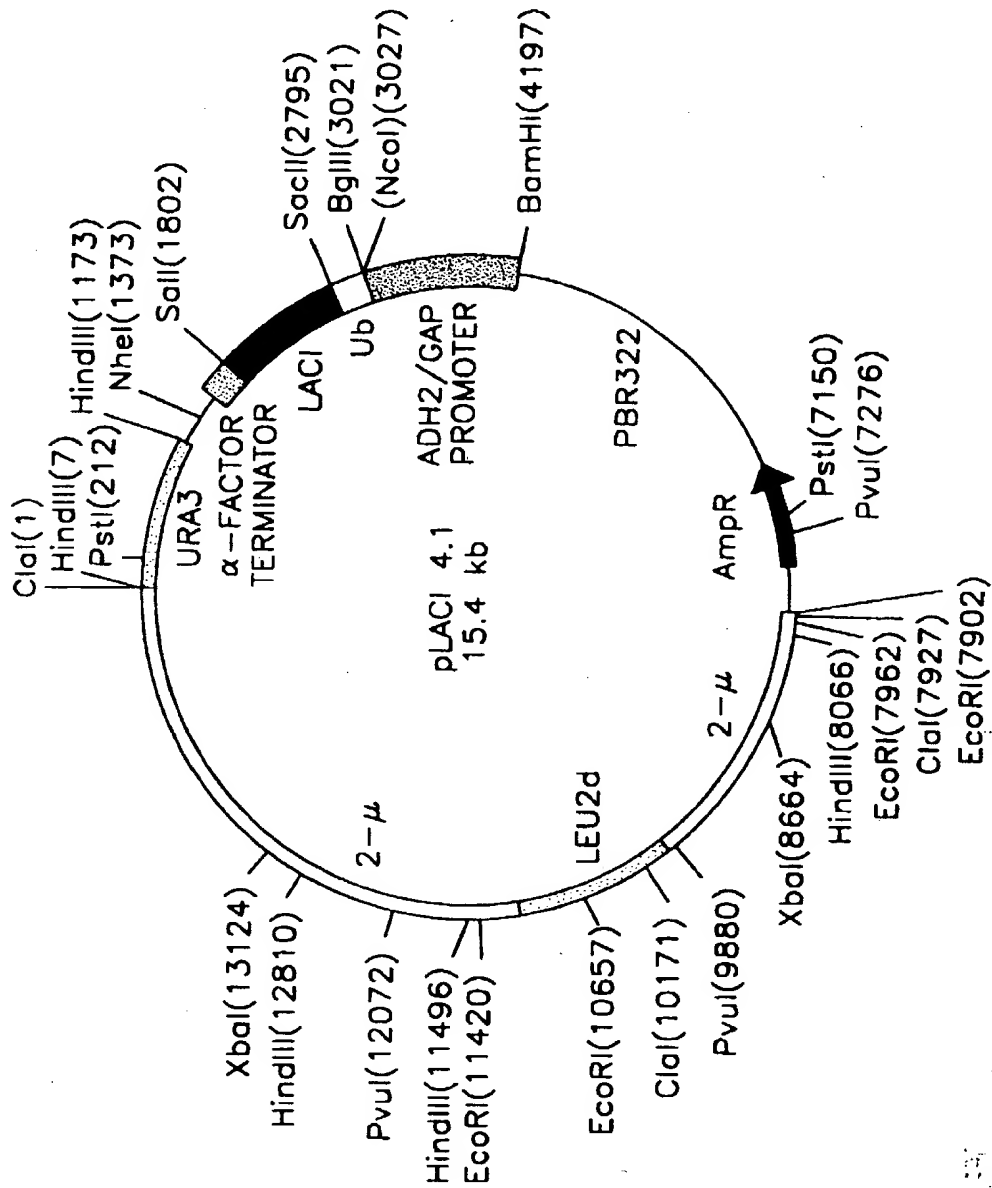 ClaI(1)
HindIII(7)
PstI(212)
HindIII(1173)
NheI(1373)
SalI(1802)
SacII(2795)
BglII(3021)
(NcoI)(3027)
BamHI(4197)
PstI(7150)
PvuI(7276)
EcoRI(7902)
ClaI(7927)
EcoRI(7962)
HindIII(8066)
XbaI(8664)
PvuI(9880)
ClaI(10171)
EcoRI(10657)
EcoRI(11420)
HindIII(11496)
PvuI(12072)
HindIII(12810)
XbaI(13124)
URA3
α-FACTOR
TERMINATOR
LACI
Ub
ADH2/GAP
PROMOTER
PBR322
AmpR
2-μ
LEU2d
2-μ
pLACI 4.1
15.4 kb